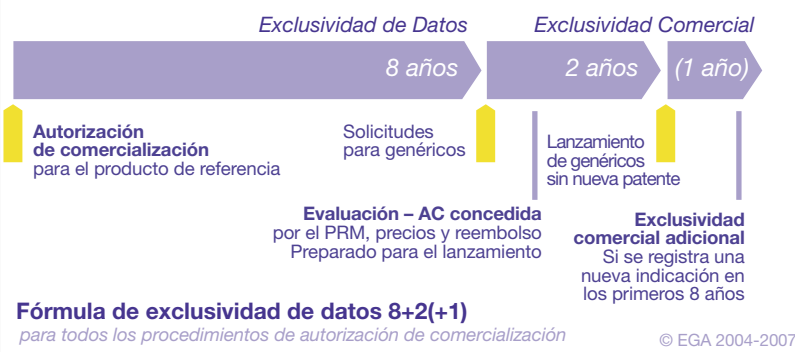 Exclusividad de Datos
Exclusividad Comercial
8 años
2 años
(1 año)
Autorización
de comercialización
para el producto de referencia
Solicitudes
para genéricos
Lanzamiento
de genéricos
sin nueva patente
Evaluación – AC concedida
por el PRM, precios y reembolso
Preparado para el lanzamiento
Exclusividad
comercial adicional
Si se registra una
nueva indicación en
los primeros 8 años
Fórmula de exclusividad de datos 8+2(+1)
para todos los procedimientos de autorización de comercialización
© EGA 2004-2007